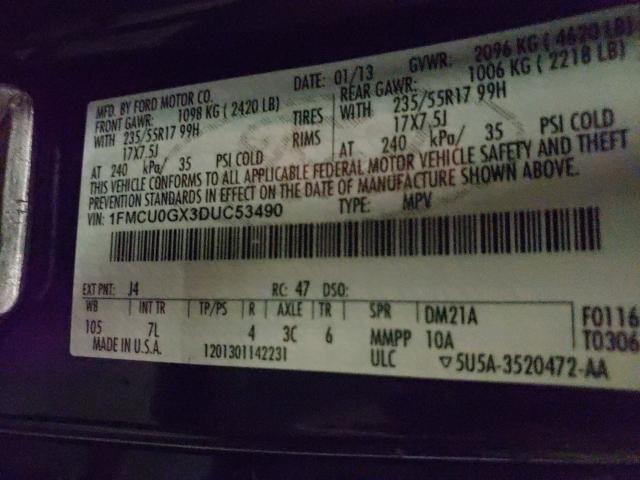 MFD. BY FORD MOTOR CO.
DATE: 01/13 GVWR: 2096 KG ( 4620 LB)
FRONT GAWR: 1098 KG ( 2420 LB)
REAR GAWR: 1006 KG ( 2218 LB)
WITH 235/55R17 99H TIRES WITH 235/55R17 99H
17X7.5J RIMS 17X7.5J
AT 240 kPa/ 35 PSI COLD AT 240 kPa/ 35 PSI COLD
THIS VEHICLE CONFORMS TO ALL APPLICABLE FEDERAL MOTOR VEHICLE SAFETY AND THEFT
PREVENTION STANDARDS IN EFFECT ON THE DATE OF MANUFACTURE SHOWN ABOVE.
VIN: 1FMCU0GX3DUC53490 TYPE: MPV
EXT PNT: J4 RC: 47 DSO:
WB INT TR TP/PS R AXLE TR SPR DM21A F0116
105 7L 4 3C 6 MMPP 10A T0306
MADE IN U.S.A. 1201301142231 ULC ▽5U5A-3520472-AA